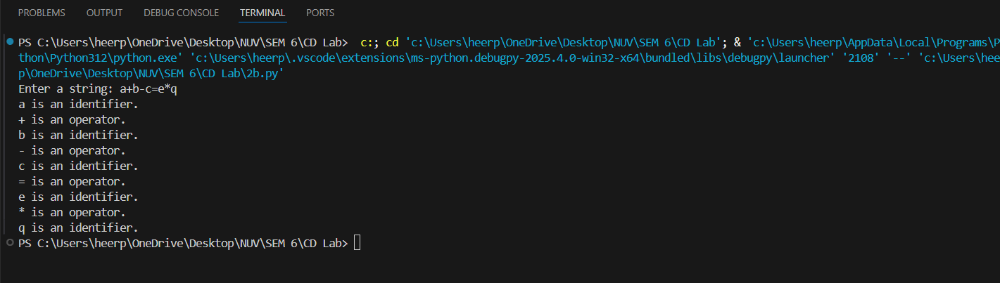 PROBLEMS OUTPUT DEBUG CONSOLE TERMINAL PORTS
PS C:\Users\heerp\OneDrive\Desktop\NUV\SEM 6\CD Lab>  c:; cd 'c:\Users\heerp\OneDrive\Desktop\NUV\SEM 6\CD Lab'; & 'c:\Users\heerp\AppData\Local\Programs\P
thon\Python312\python.exe' 'c:\Users\heerp\.vscode\extensions\ms-python.debugpy-2025.4.0-win32-x64\bundled\libs\debugpy\launcher' '2108' '--' 'c:\Users\hee
p\OneDrive\Desktop\NUV\SEM 6\CD Lab\2b.py'
Enter a string: a+b-c=e*q
a is an identifier.
+ is an operator.
b is an identifier.
- is an operator.
c is an identifier.
= is an operator.
e is an identifier.
* is an operator.
q is an identifier.
PS C:\Users\heerp\OneDrive\Desktop\NUV\SEM 6\CD Lab>